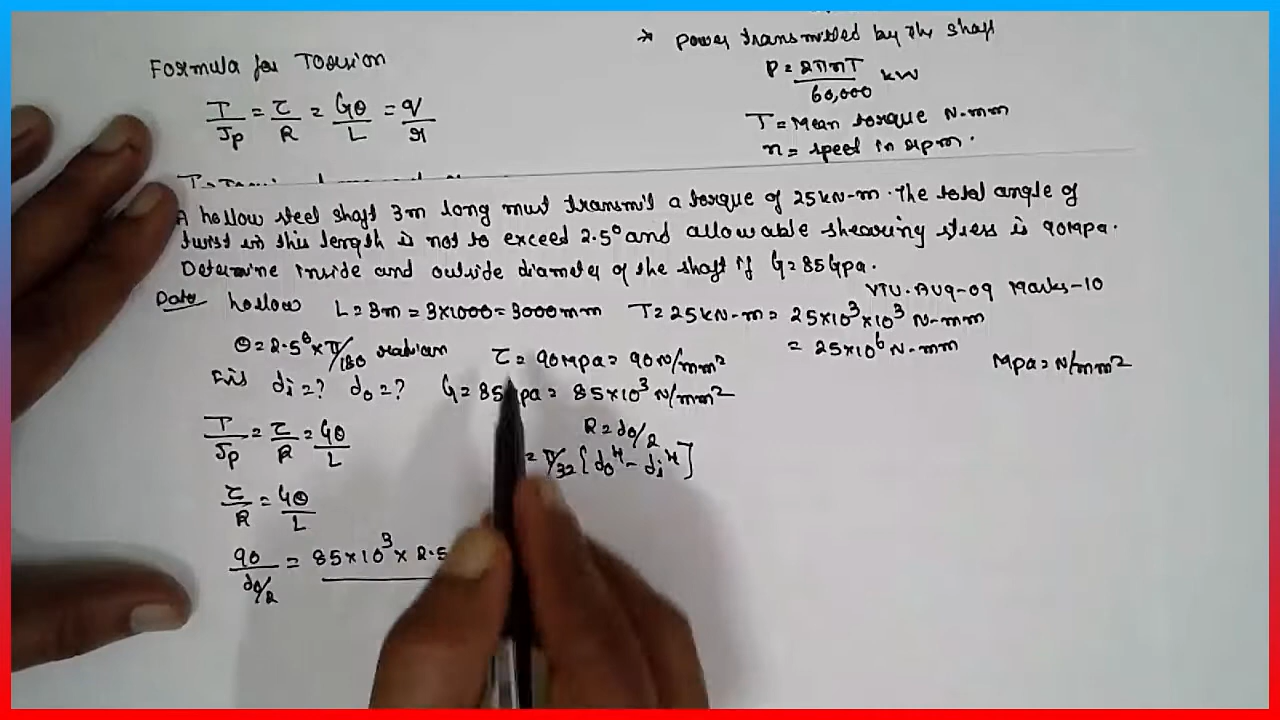 Formula for Torsion
T/Jp = τ/R = Gθ/L = q/r
* Power transmitted by the shaft
P = 2πnT/60,000 kW
T = Mean torque N-mm
n = speed in rpm.
A hollow steel shaft 3m long must transmit a torque of 25kN-m. The total angle of
twist in this length is not to exceed 2.5° and allowable shearing stress is 90Mpa.
Determine inside and outside diameter of the shaft if G=85Gpa.
VTU. Aug-09 Marks-10
Data hollow L=3m = 3×1000 = 3000mm T=25kN-m = 25×10³×10³ N-mm
= 25×10⁶ N-mm
θ=2.5°×π/180 radian τ = 90Mpa = 90N/mm² Mpa=N/mm²
di=? do=? G=85Gpa = 85×10³ N/mm²
T/Jp = τ/R = Gθ/L R=do/2
= π/32 [do⁴ - di⁴]
τ/R = Gθ/L
90/do/2 = 85×10³ × 2.5